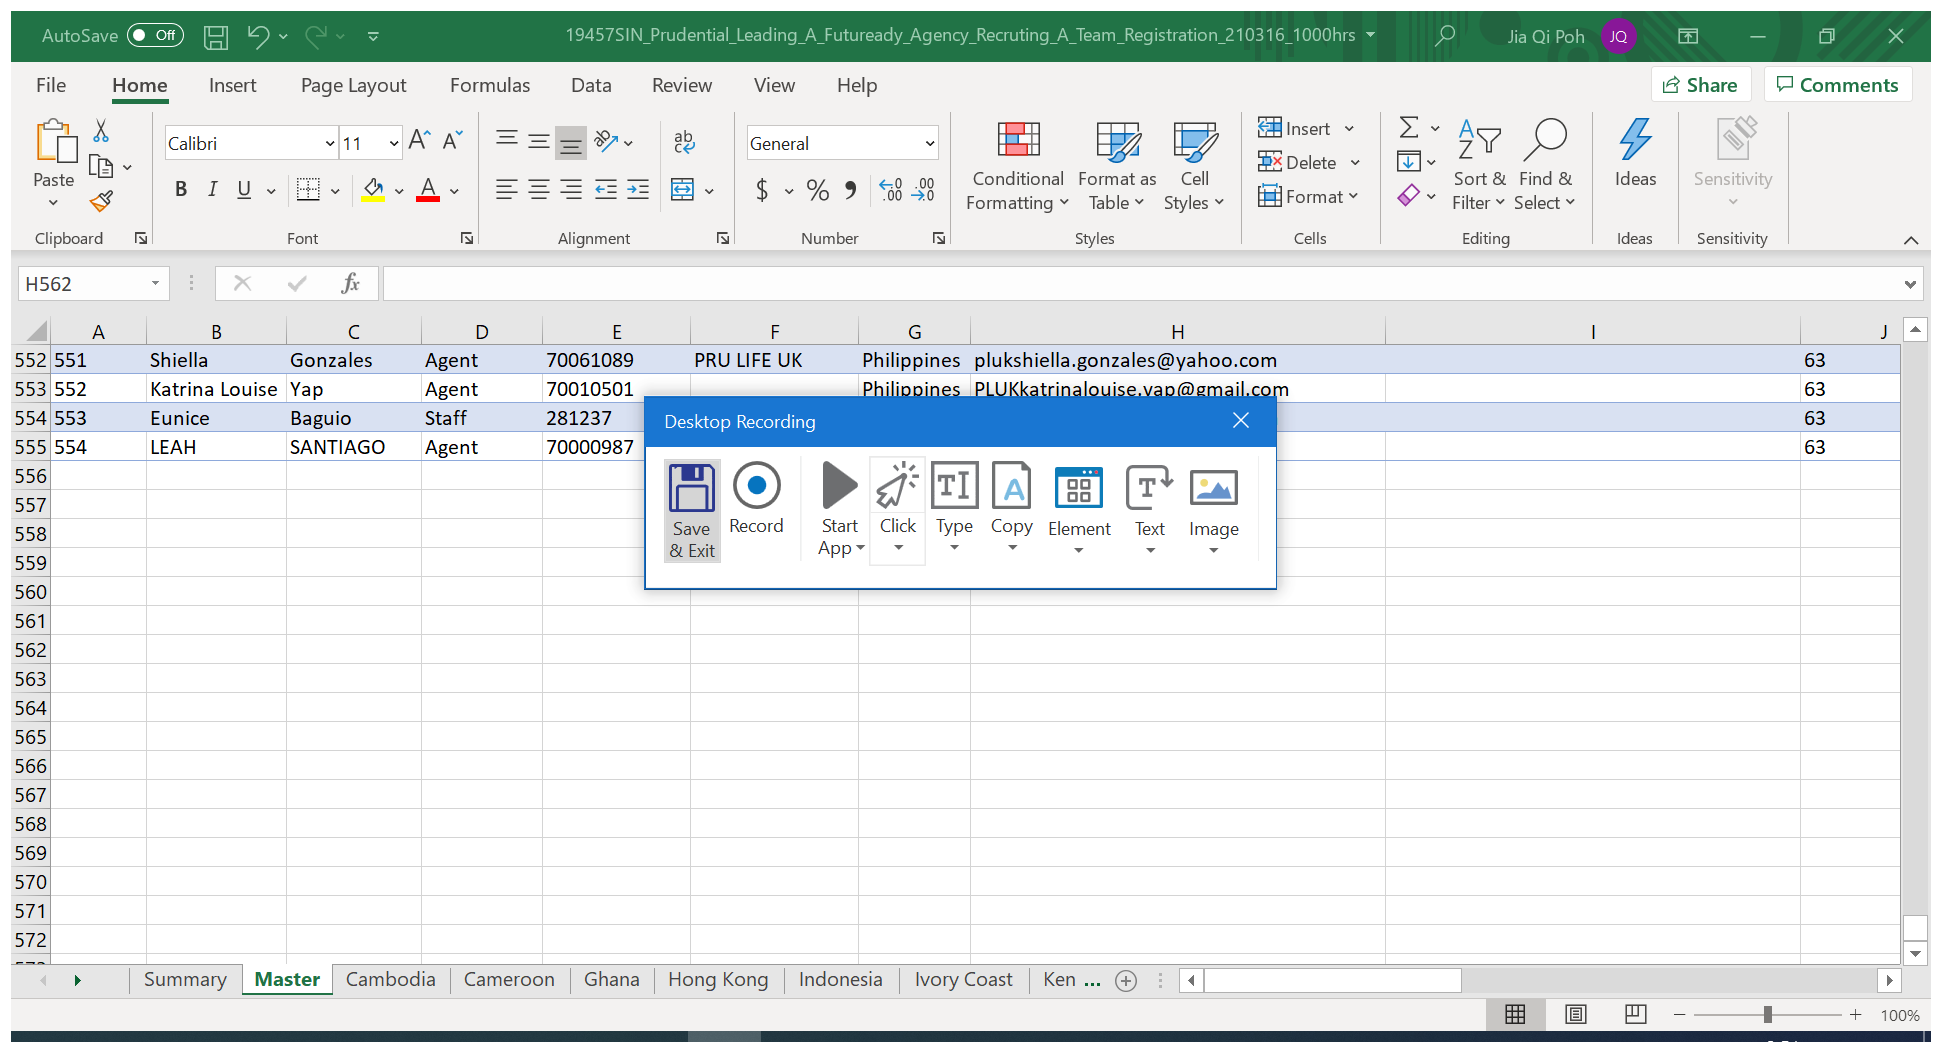 AutoSave Off 19457SIN_Prudential_Leading_A_Futuready_Agency_Recruting_A_Team_Registration_210316_1000hrs Jia Qi Poh JQ
File Home Insert Page Layout Formulas Data Review View Help Share Comments
Paste
Clipboard
Calibri 11
B I U A
Font
ab
Alignment
General
$ % 9
Number
Conditional Formatting
Format as Table
Cell Styles
Styles
Insert
Delete
Format
Cells
Sort & Filter
Find & Select
Editing
Ideas
Ideas
Sensitivity
Sensitivity
H562 fx
A B C D E F G H I J
552 551 Shiella Gonzales Agent 70061089 PRU LIFE UK Philippines plukshiella.gonzales@yahoo.com 63
553 552 Katrina Louise Yap Agent 70010501 Philippines PLUKkatrinalouise.yap@gmail.com 63
554 553 Eunice Baguio Staff 281237 63
555 554 LEAH SANTIAGO Agent 70000987 63
Desktop Recording
Save & Exit
Record
Start App
Click
Type
Copy
Element
Text
Image
556
557
558
559
560
561
562
563
564
565
566
567
568
569
570
571
572
Summary Master Cambodia Cameroon Ghana Hong Kong Indonesia Ivory Coast Ken ...
100%